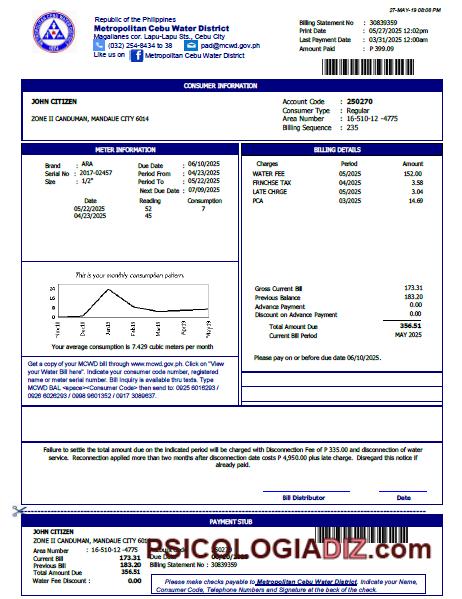 27-MAY-19 08:08 PM
Republic of the Philippines
Metropolitan Cebu Water District
Magallanes cor. Lapu-Lapu Sts., Cebu City
(032) 254-8434 to 38 pad@mcwd.gov.ph
Like us on f Metropolitan Cebu Water District
Billing Statement No : 30839359
Print Date : 05/27/2025 12:02pm
Last Payment Date : 03/31/2025 12:00am
Amount Paid : P 399.09
CONSUMER INFORMATION
JOHN CITIZEN
ZONE II CANDUMAN, MANDAUE CITY 6014
Account Code : 250270
Consumer Type : Regular
Area Number : 16-510-12 -4775
Billing Sequence : 235
METER INFORMATION
Brand : ARA
Serial No : 2017-02457
Size : 1/2"
Due Date : 06/10/2025
Period From : 04/23/2025
Period To : 05/22/2025
Next Due Date : 07/09/2025
Date Reading Consumption
05/22/2025 52 7
04/23/2025 45
BILLING DETAILS
Charges Period Amount
WATER FEE 05/2025 152.00
FRNCHSE TAX 04/2025 3.58
LATE CHRGE 05/2025 3.04
PCA 03/2025 14.69
This is your monthly consumption pattern.
24
16
8
0
Nov18
Dec18
Jan19
Feb19
Mar19
Apr19
May19
Your average consumption is 7.429 cubic meters per month
Gross Current Bill 173.31
Previous Balance 183.20
Advance Payment 0.00
Discount on Advance Payment 0.00
Total Amount Due 356.51
Current Bill Period MAY 2025
Please pay on or before due date 06/10/2025.
Get a copy of your MCWD bill through www.mcwd.gov.ph. Click on "View
your Water Bill here". Indicate your consumer code number, registered
name or meter serial number. Bill inquiry is available thru texts. Type
MCWD BAL <space><Consumer Code> then send to: 0925 6016293 /
0926 6026293 / 0998 9601352 / 0917 3089637.
Failure to settle the total amount due on the indicated period will be charged with Disconnection Fee of P 335.00 and disconnection of water
service. Reconnection applied more than two months after disconnection date costs P 4,950.00 plus late charge. Disregard this notice if
already paid.
Bill Distributor Date
PAYMENT STUB
JOHN CITIZEN
ZONE II CANDUMAN, MANDAUE CITY 6014
Area Number : 16-510-12 -4775
Current Bill 173.31
Previous Bill 183.20
Total Amount Due 356.51
Water Fee Discount : 0.00
250270
Due Date
Billing Statement No : 30839359
PSICOLOGIADIZ.com
Please make checks payable to Metropolitan Cebu Water District. Indicate your Name,
Consumer Code, Telephone Numbers and Signature at the back of the check.